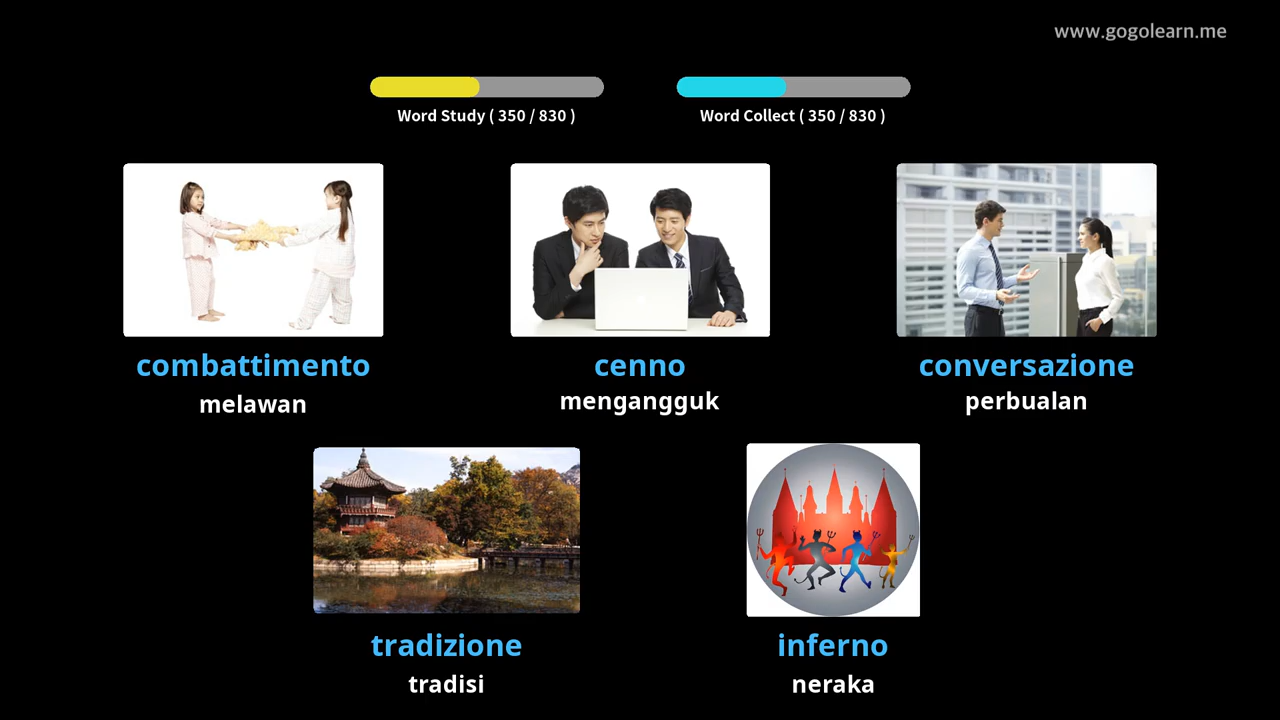 www.gogolearn.me
Word Study ( 350 / 830 )
Word Collect ( 350 / 830 )
combattimento
melawan
cenno
mengangguk
conversazione
perbualan
tradizione
tradisi
inferno
neraka